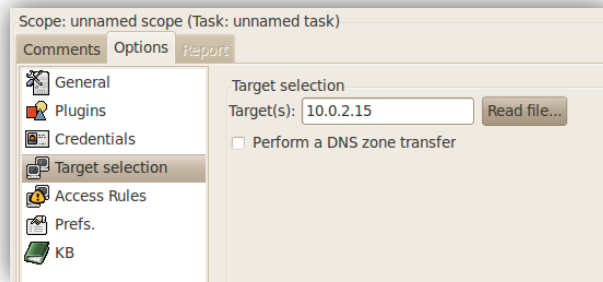 Scope: unnamed scope (Task: unnamed task)
Comments Options Report
General
Plugins
Credentials
Target selection
Access Rules
Prefs.
KB
Target selection
Target(s): 10.0.2.15 Read file...
Perform a DNS zone transfer